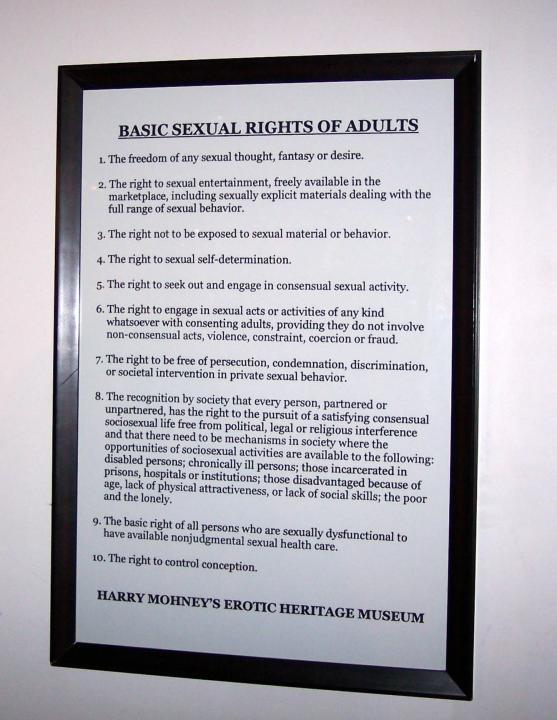 BASIC SEXUAL RIGHTS OF ADULTS
1. The freedom of any sexual thought, fantasy or desire.
2. The right to sexual entertainment, freely available in the
marketplace, including sexually explicit materials dealing with the
full range of sexual behavior.
3. The right not to be exposed to sexual material or behavior.
4. The right to sexual self-determination.
5. The right to seek out and engage in consensual sexual activity.
6. The right to engage in sexual acts or activities of any kind
whatsoever with consenting adults, providing they do not involve
non-consensual acts, violence, constraint, coercion or fraud.
7. The right to be free of persecution, condemnation, discrimination,
or societal intervention in private sexual behavior.
8. The recognition by society that every person, partnered or
unpartnered, has the right to the pursuit of a satisfying consensual
sociosexual life free from political, legal or religious interference
and that there need to be mechanisms in society where the
opportunities of sociosexual activities are available to the following:
disabled persons; chronically ill persons; those incarcerated in
prisons, hospitals or institutions; those disadvantaged because of
age, lack of physical attractiveness, or lack of social skills; the poor
and the lonely.
9. The basic right of all persons who are sexually dysfunctional to
have available nonjudgmental sexual health care.
10. The right to control conception.
HARRY MOHNEY'S EROTIC HERITAGE MUSEUM